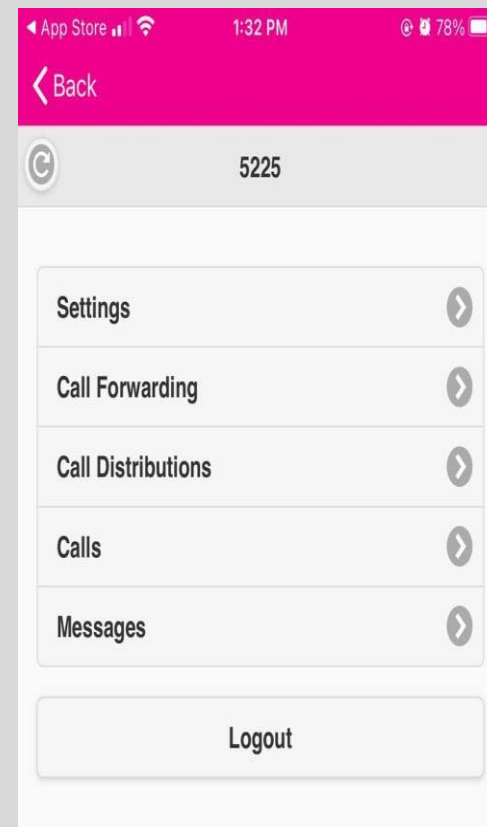 App Store 1:32 PM 78%
Back
5225
Settings
Call Forwarding
Call Distributions
Calls
Messages
Logout